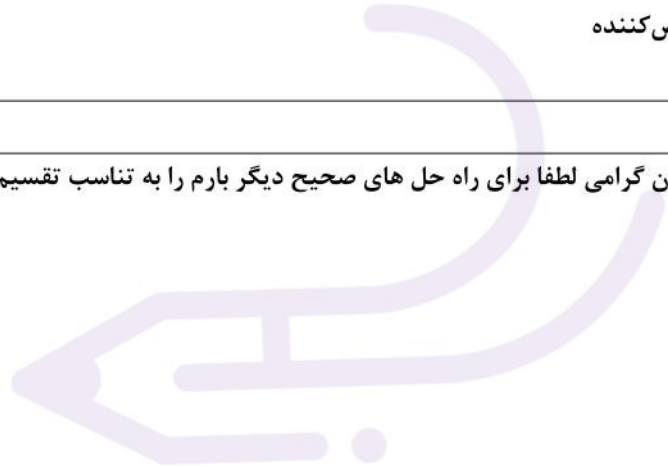 ص‌کننده
ن گرامی لطفا برای راه حل های صحیح دیگر بارم را به تناسب تقسیم